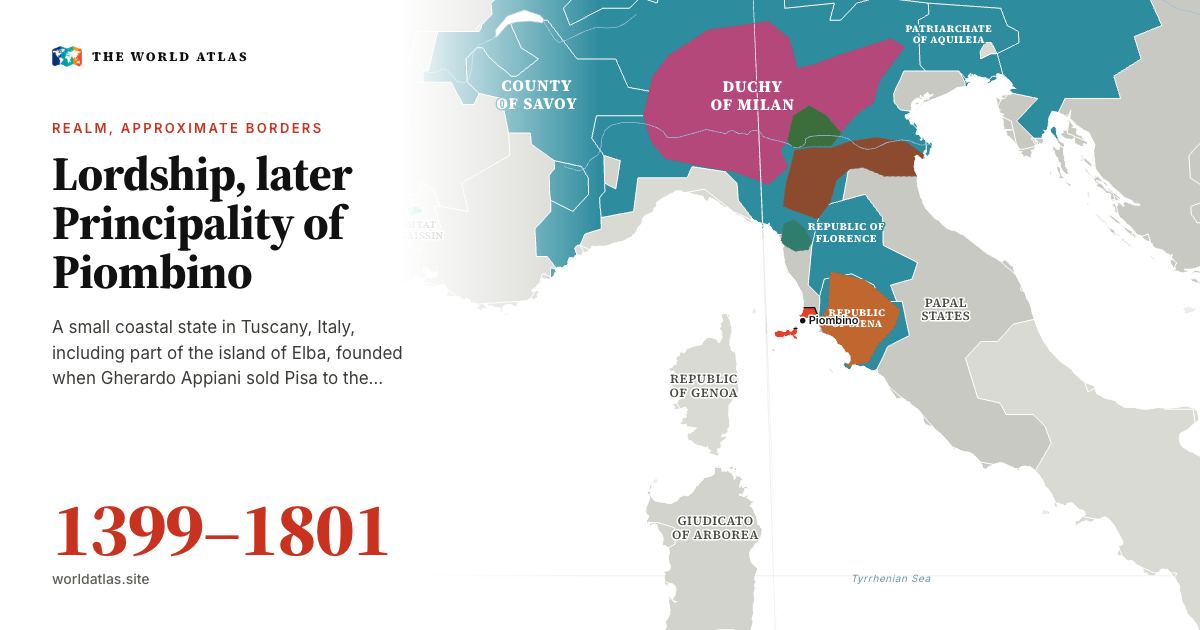 THE WORLD ATLAS
REALM, APPROXIMATE BORDERS
Lordship, later
Principality of
Piombino
A small coastal state in Tuscany, Italy,
including part of the island of Elba, founded
when Gherardo Appiani sold Pisa to the...
1399–1801
worldatlas.site
PATRIARCHATE
OF AQUILEIA
COUNTY
OF SAVOY
DUCHY
OF MILAN
REPUBLIC OF
FLORENCE
PAPAL
STATES
REPUBLIC
Piombino
REPUBLIC
OF GENOA
GIUDICATO
OF ARBOREA
Tyrrhenian Sea